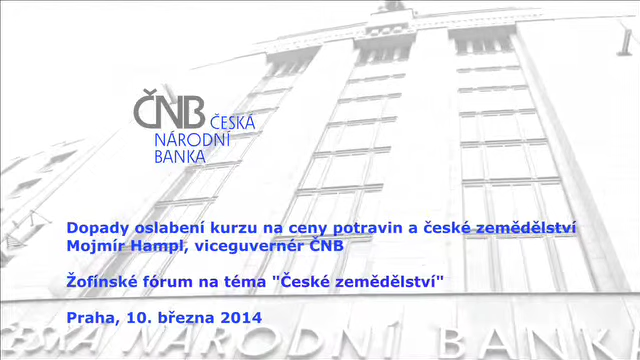 ČNB ČESKÁ
NÁRODNÍ
BANKA
Dopady oslabení kurzu na ceny potravin a české zemědělství
Mojmír Hampl, viceguvernér ČNB
Žofínské fórum na téma "České zemědělství"
Praha, 10. března 2014
ČESKÁ NÁRODNÍ BANKA